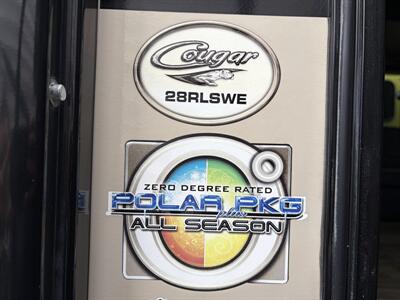 Cougar
28RLSWE
ZERO DEGREE RATED
POLAR PKG
plus
ALL SEASON